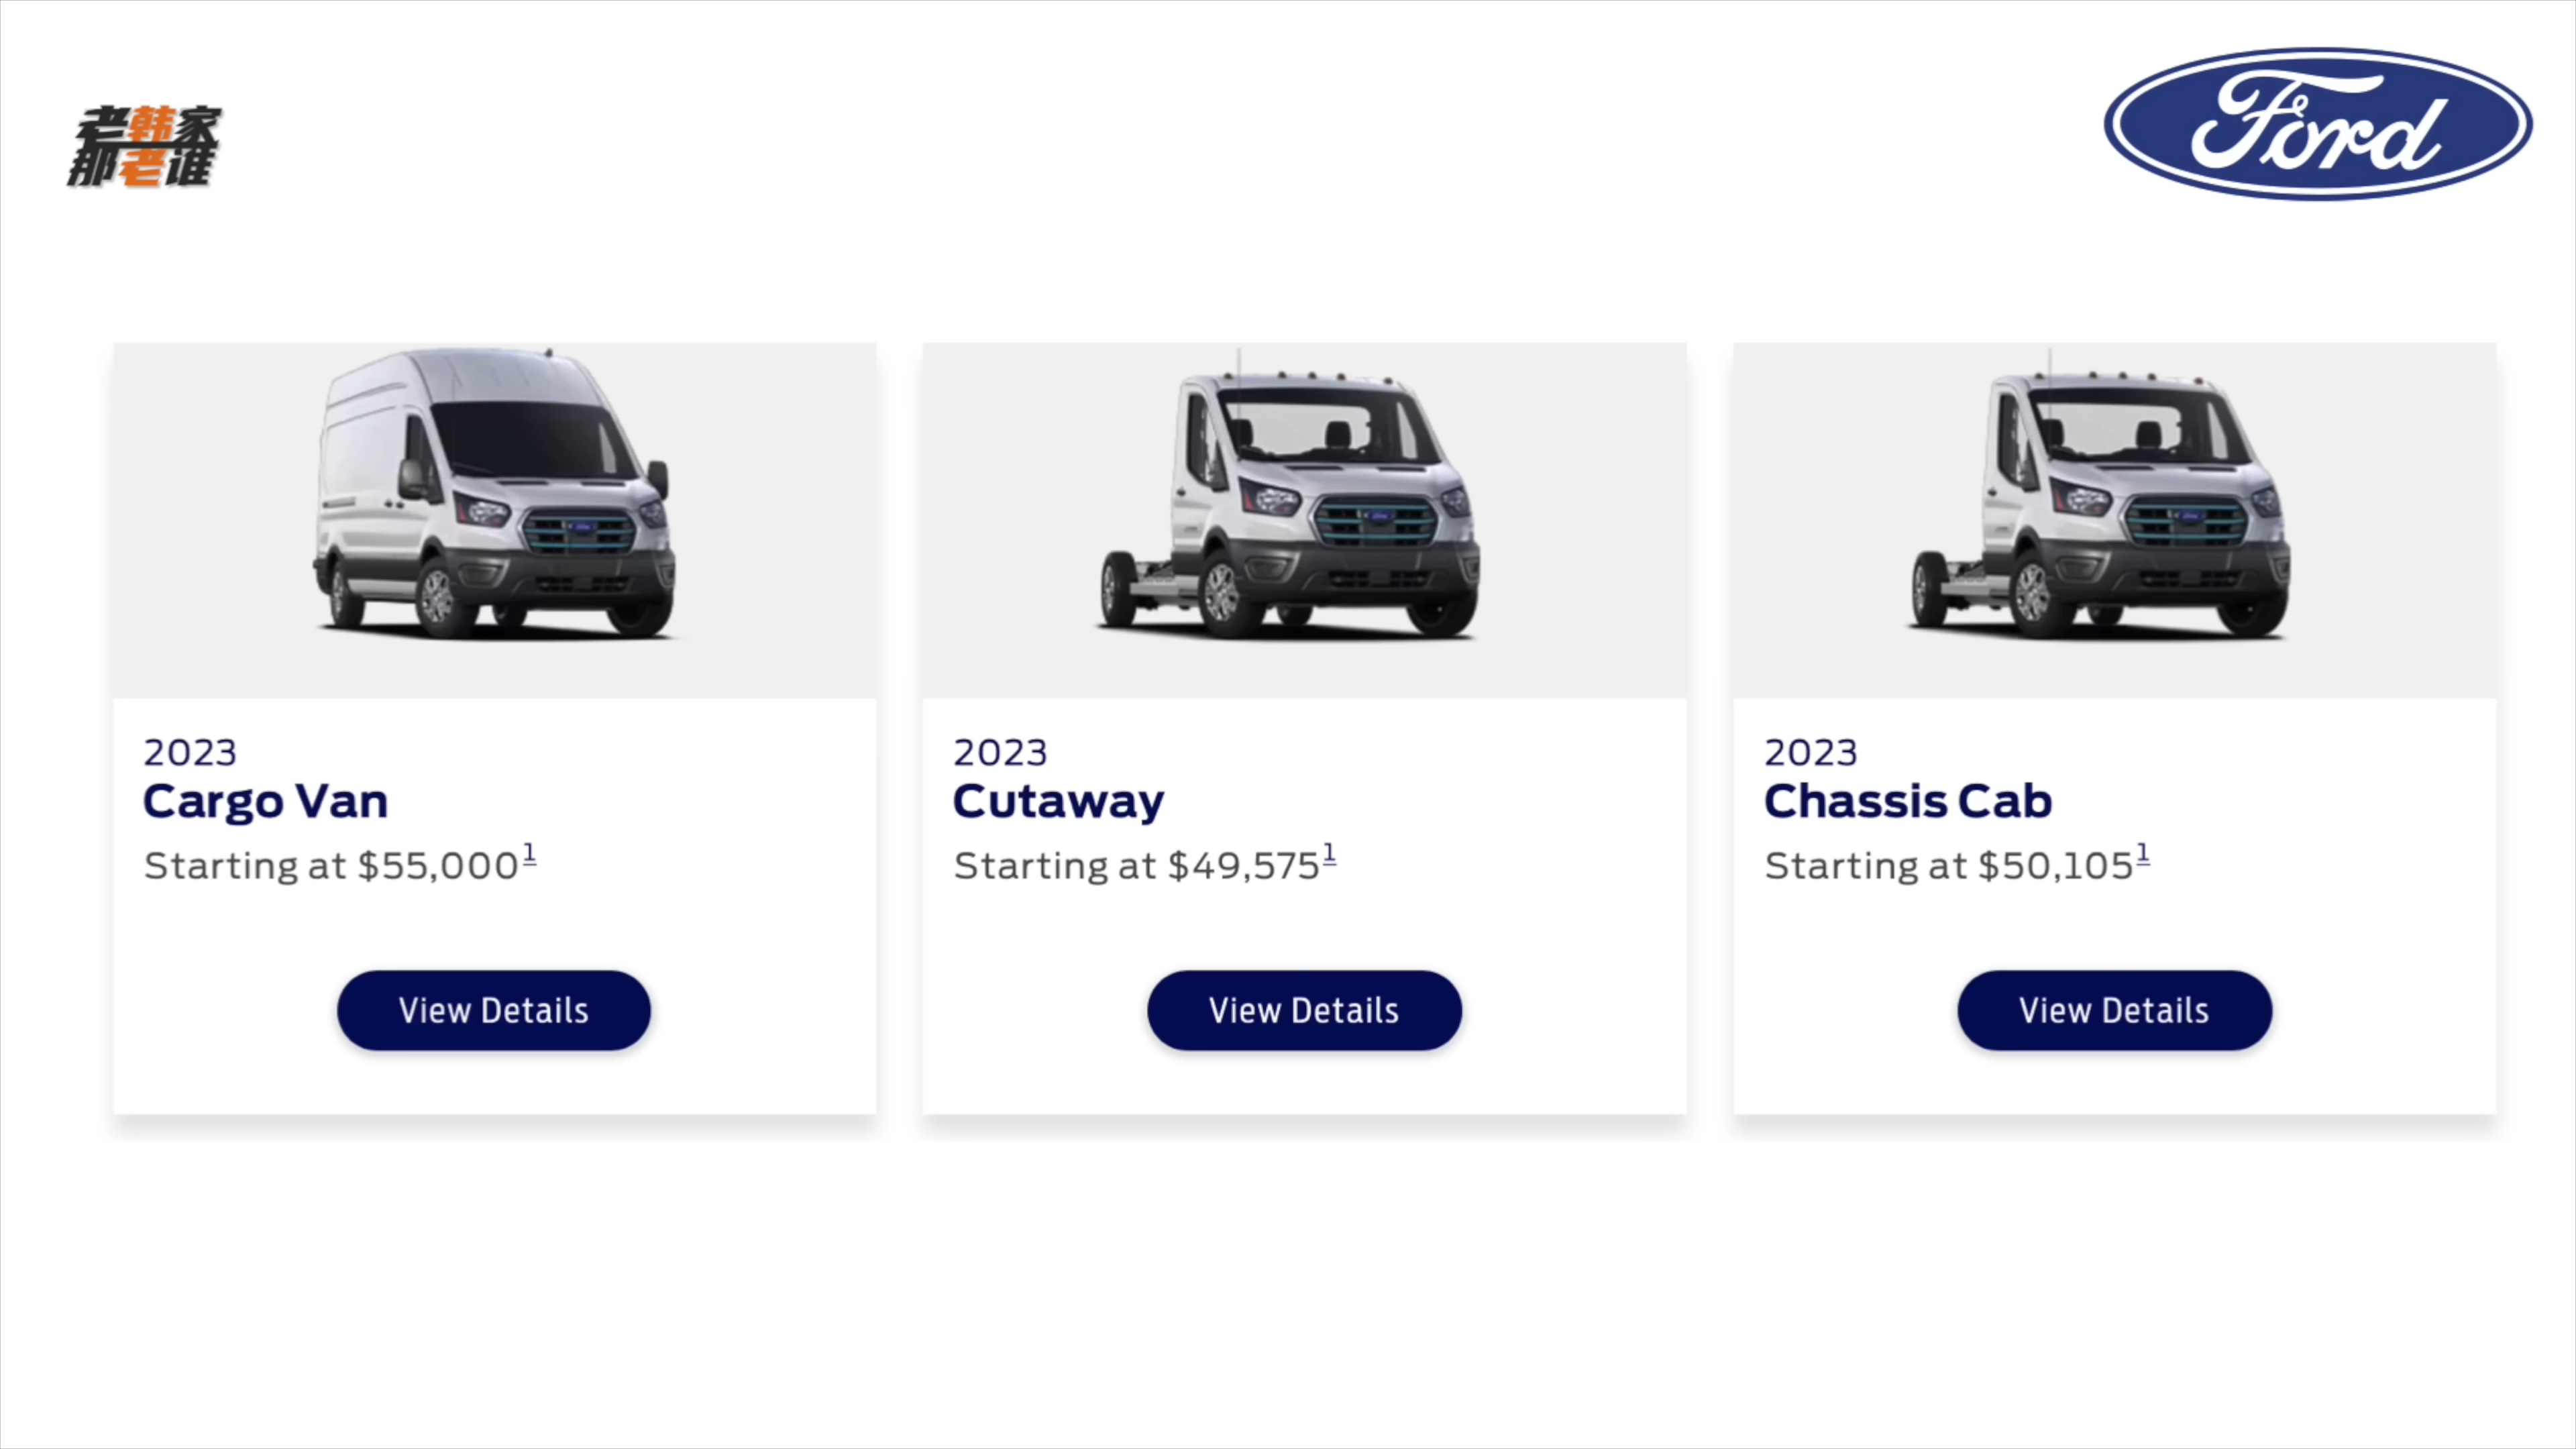 老韩家
那老谁
Ford
2023
Cargo Van
Starting at $55,000¹
View Details
2023
Cutaway
Starting at $49,575¹
View Details
2023
Chassis Cab
Starting at $50,105¹
View Details